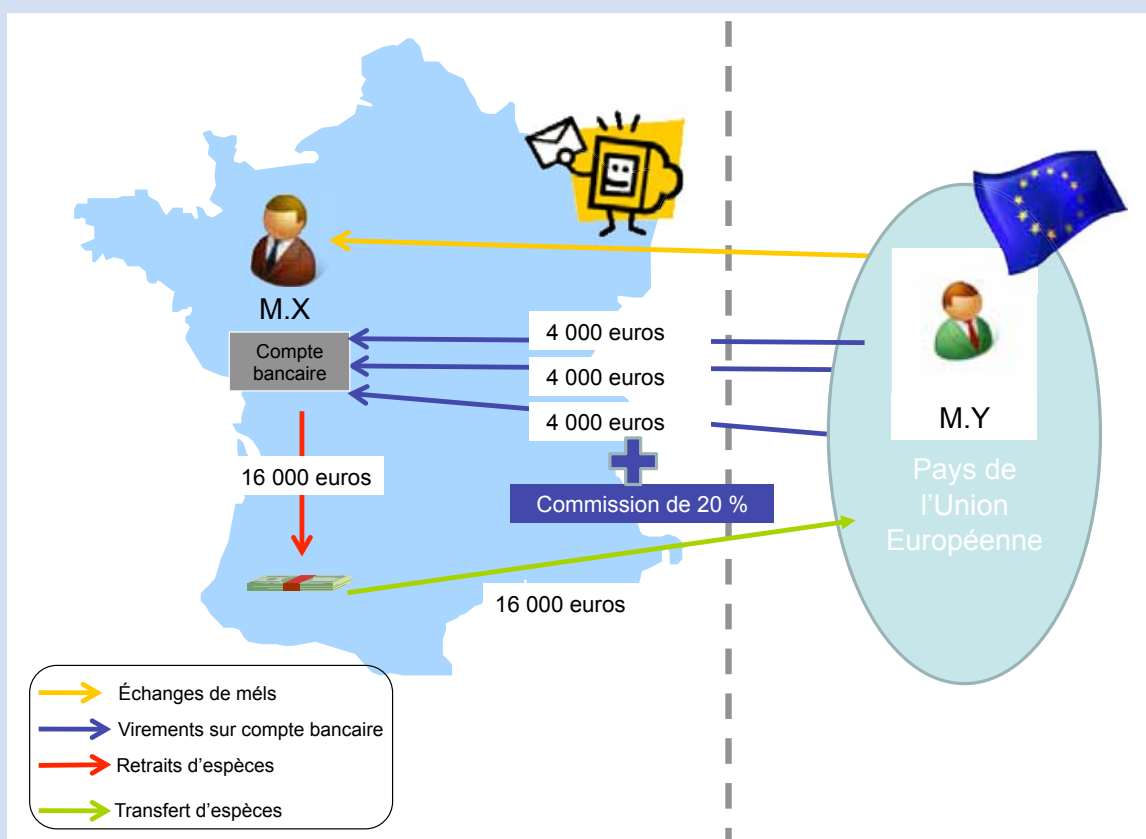 M.X
Compte
bancaire
4 000 euros
4 000 euros
4 000 euros
16 000 euros
Commission de 20 %
16 000 euros
M.Y
Pays de
l'Union
Européenne
Échanges de méls
Virements sur compte bancaire
Retraits d'espèces
Transfert d'espèces